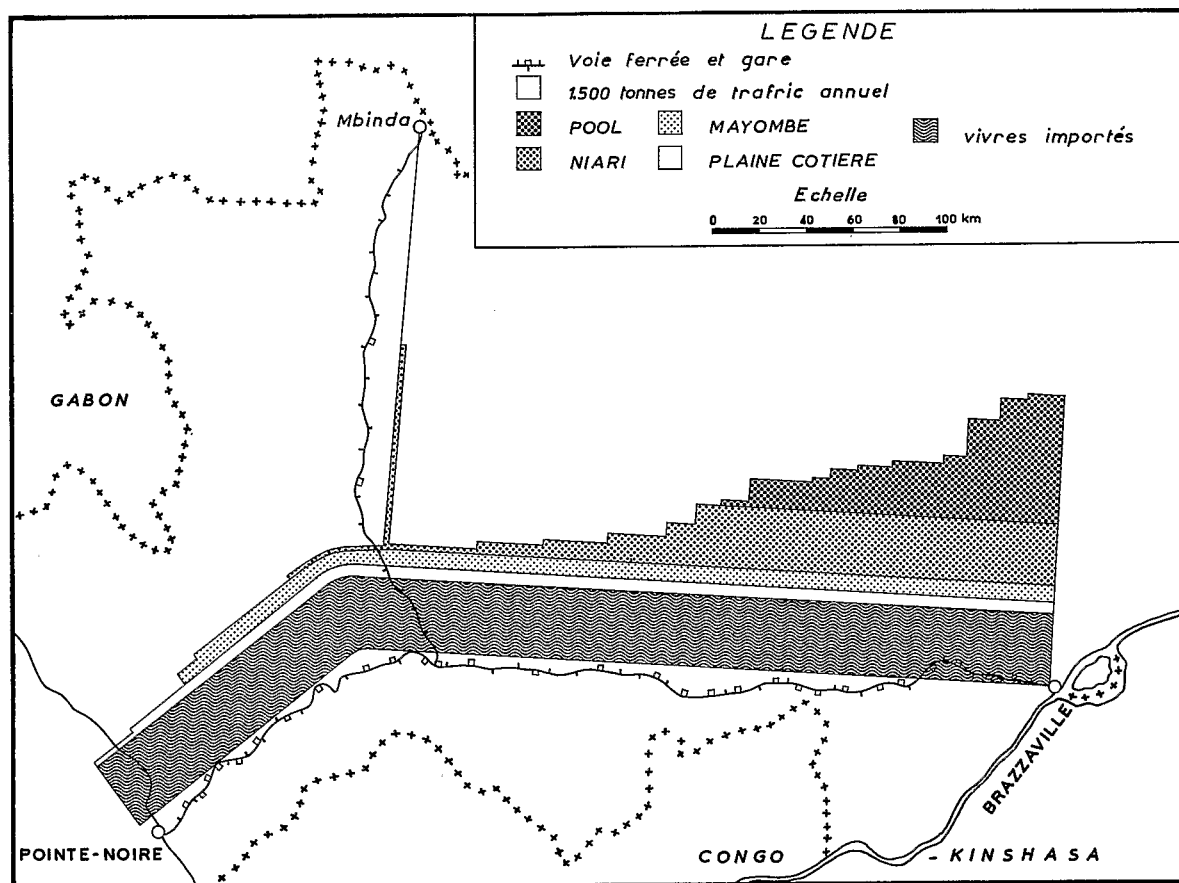 LEGENDE
Voie ferrée et gare
1.500 tonnes de trafric annuel
POOL
MAYOMBE
vivres importés
NIARI
PLAINE COTIERE
Echelle
0 20 40 60 80 100 km
Mbinda
GABON
BRAZZAVILLE
POINTE-NOIRE
CONGO - KINSHASA